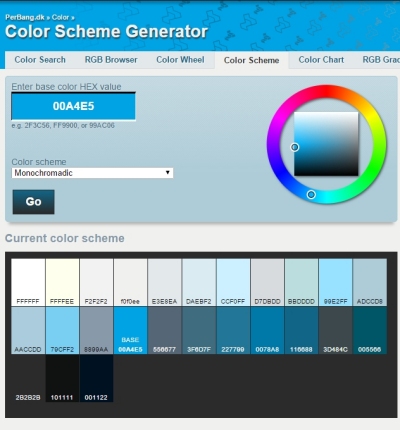 PerBang.dk » Color »
Color Scheme Generator
Color Search RGB Browser Color Wheel Color Scheme Color Chart RGB Grad
Enter base color HEX value
00A4E5
e.g. 2F3C56, FF9900, or 99AC06
Color scheme
Monochromadic
Go
Current color scheme
FFFFFF FFFFEE F2F2F2 f0f0ee E3E8EA DAEBF2 CCF0FF D7DBDD BBDDDD 99E2FF ADCCD8
AACCDD 79CFF2 8899AA BASE 00A4E5 556677 3F6D7F 227799 0078A8 116688 3D484C 005566
2B2B2B 101111 001122